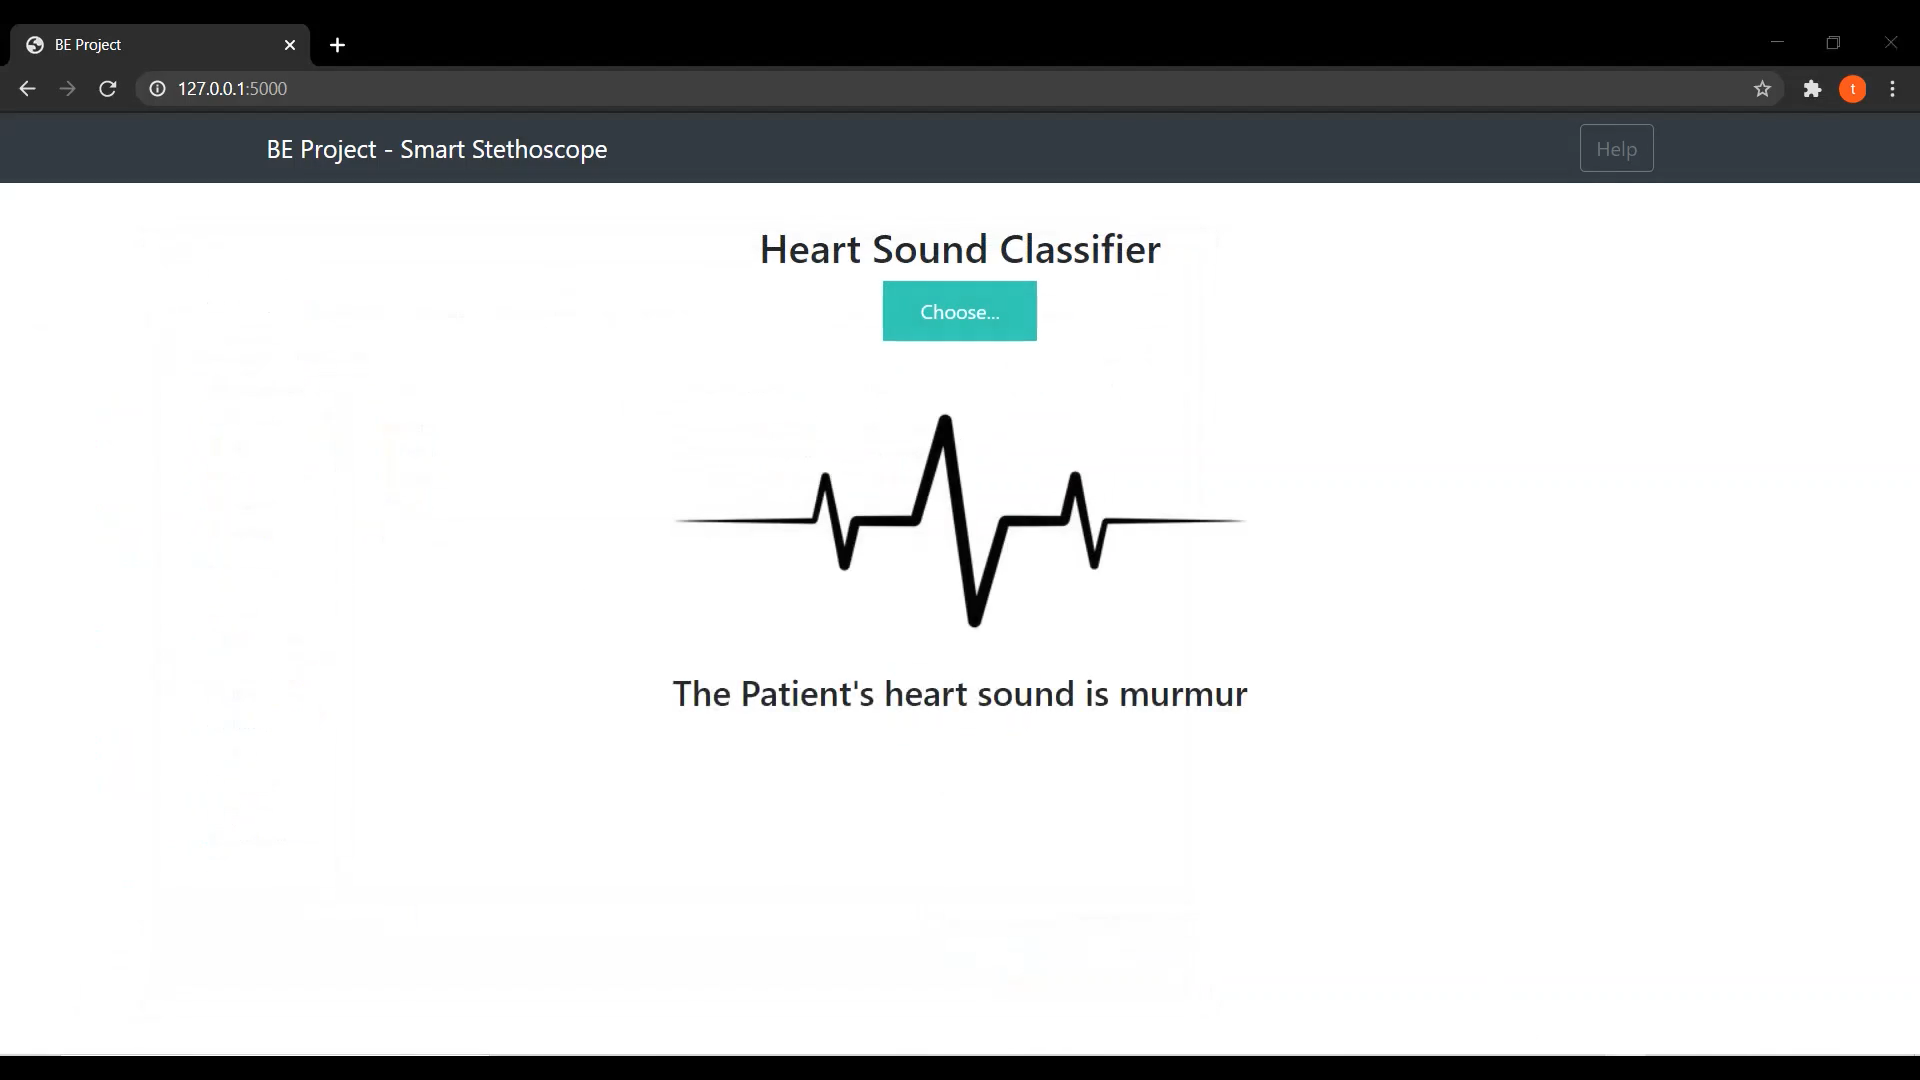 BE Project
127.0.0.1:5000
t
BE Project - Smart Stethoscope
Help
Heart Sound Classifier
Choose...
The Patient's heart sound is murmur